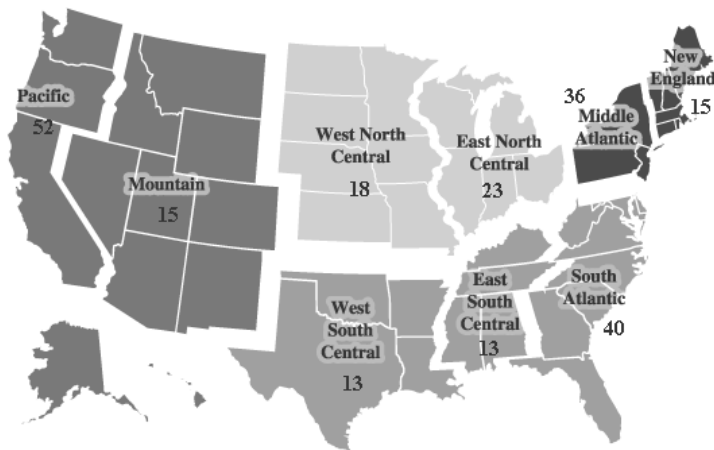 Pacific
52
Mountain
15
West North
Central
18
East North
Central
23
36
Middle
Atlantic
New
England
15
West
South
Central
13
East
South
Central
13
South
Atlantic
40